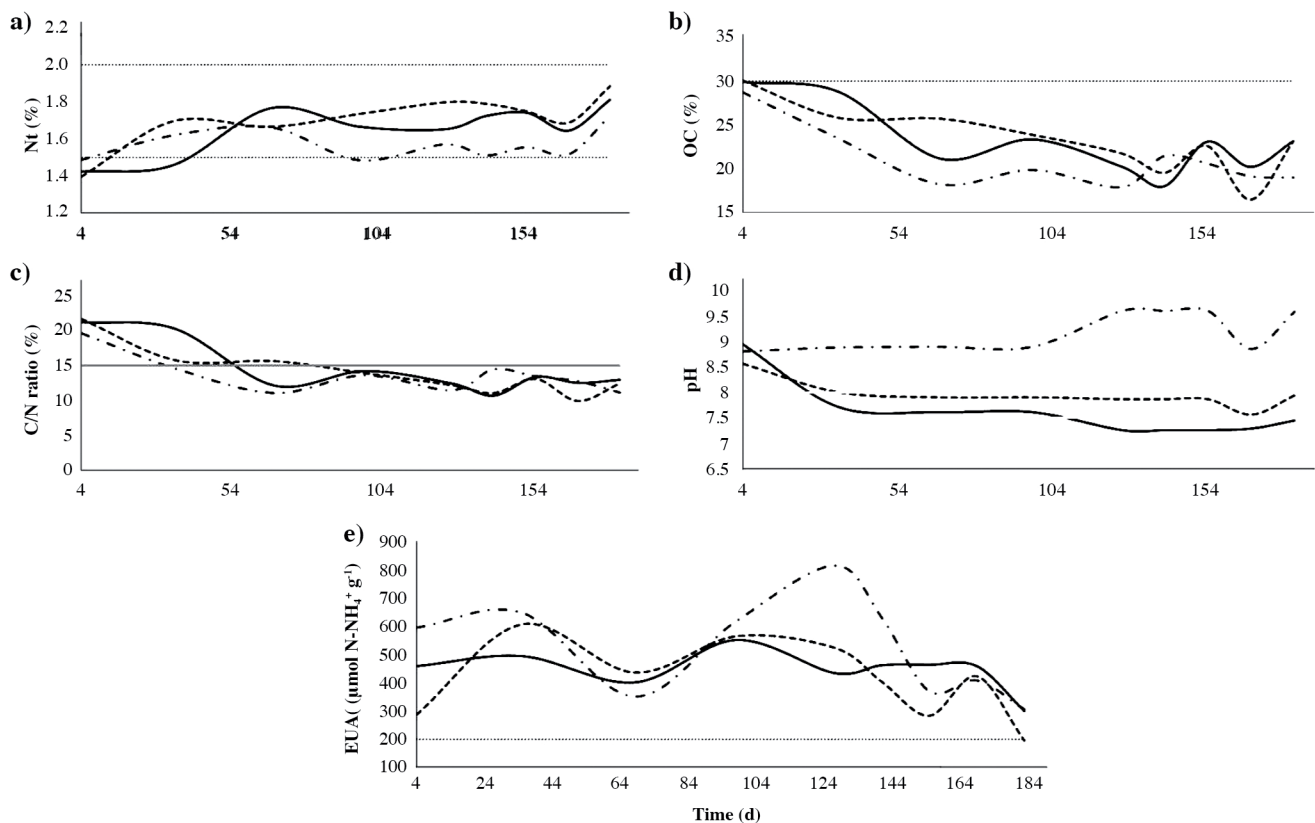 a)
2.2
2.0
1.8
1.6
1.4
1.2
Nt (%)
4 54 104 154
b)
35
30
25
20
15
OC (%)
4 54 104 154
c)
25
20
15
10
5
0
C/N ratio (%)
4 54 104 154
d)
10
9.5
9
8.5
8
7.5
7
6.5
pH
4 54 104 154
e)
900
800
700
600
500
400
300
200
100
EUA( (µmol N-NH₄⁺ g⁻¹)
4 24 44 64 84 104 124 144 164 184
Time (d)